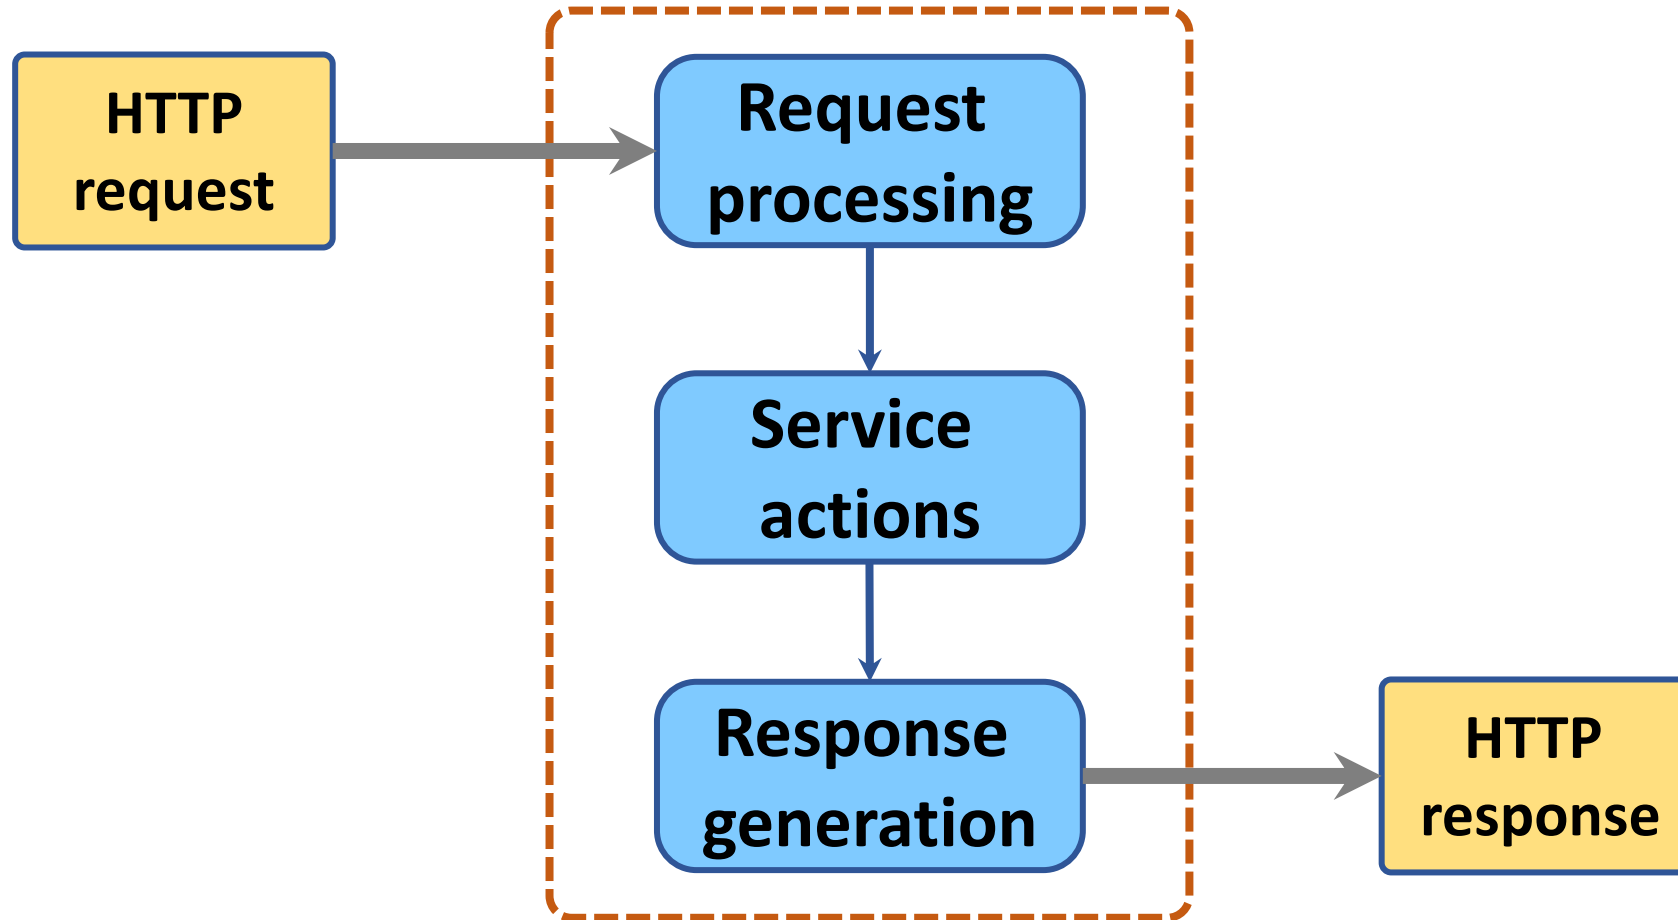 HTTP
request
Request
processing
Service
actions
Response
generation
HTTP
response